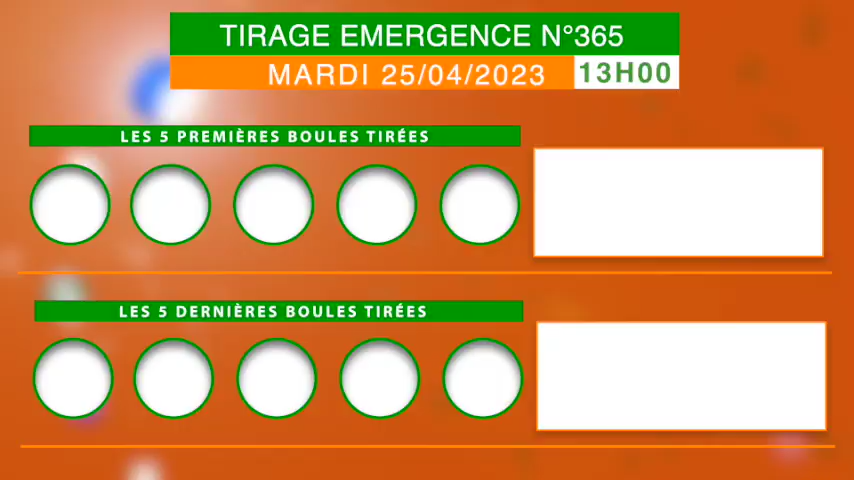 TIRAGE EMERGENCE N°365
MARDI 25/04/2023 13H00
LES 5 PREMIÈRES BOULES TIRÉES
LES 5 DERNIÈRES BOULES TIRÉES